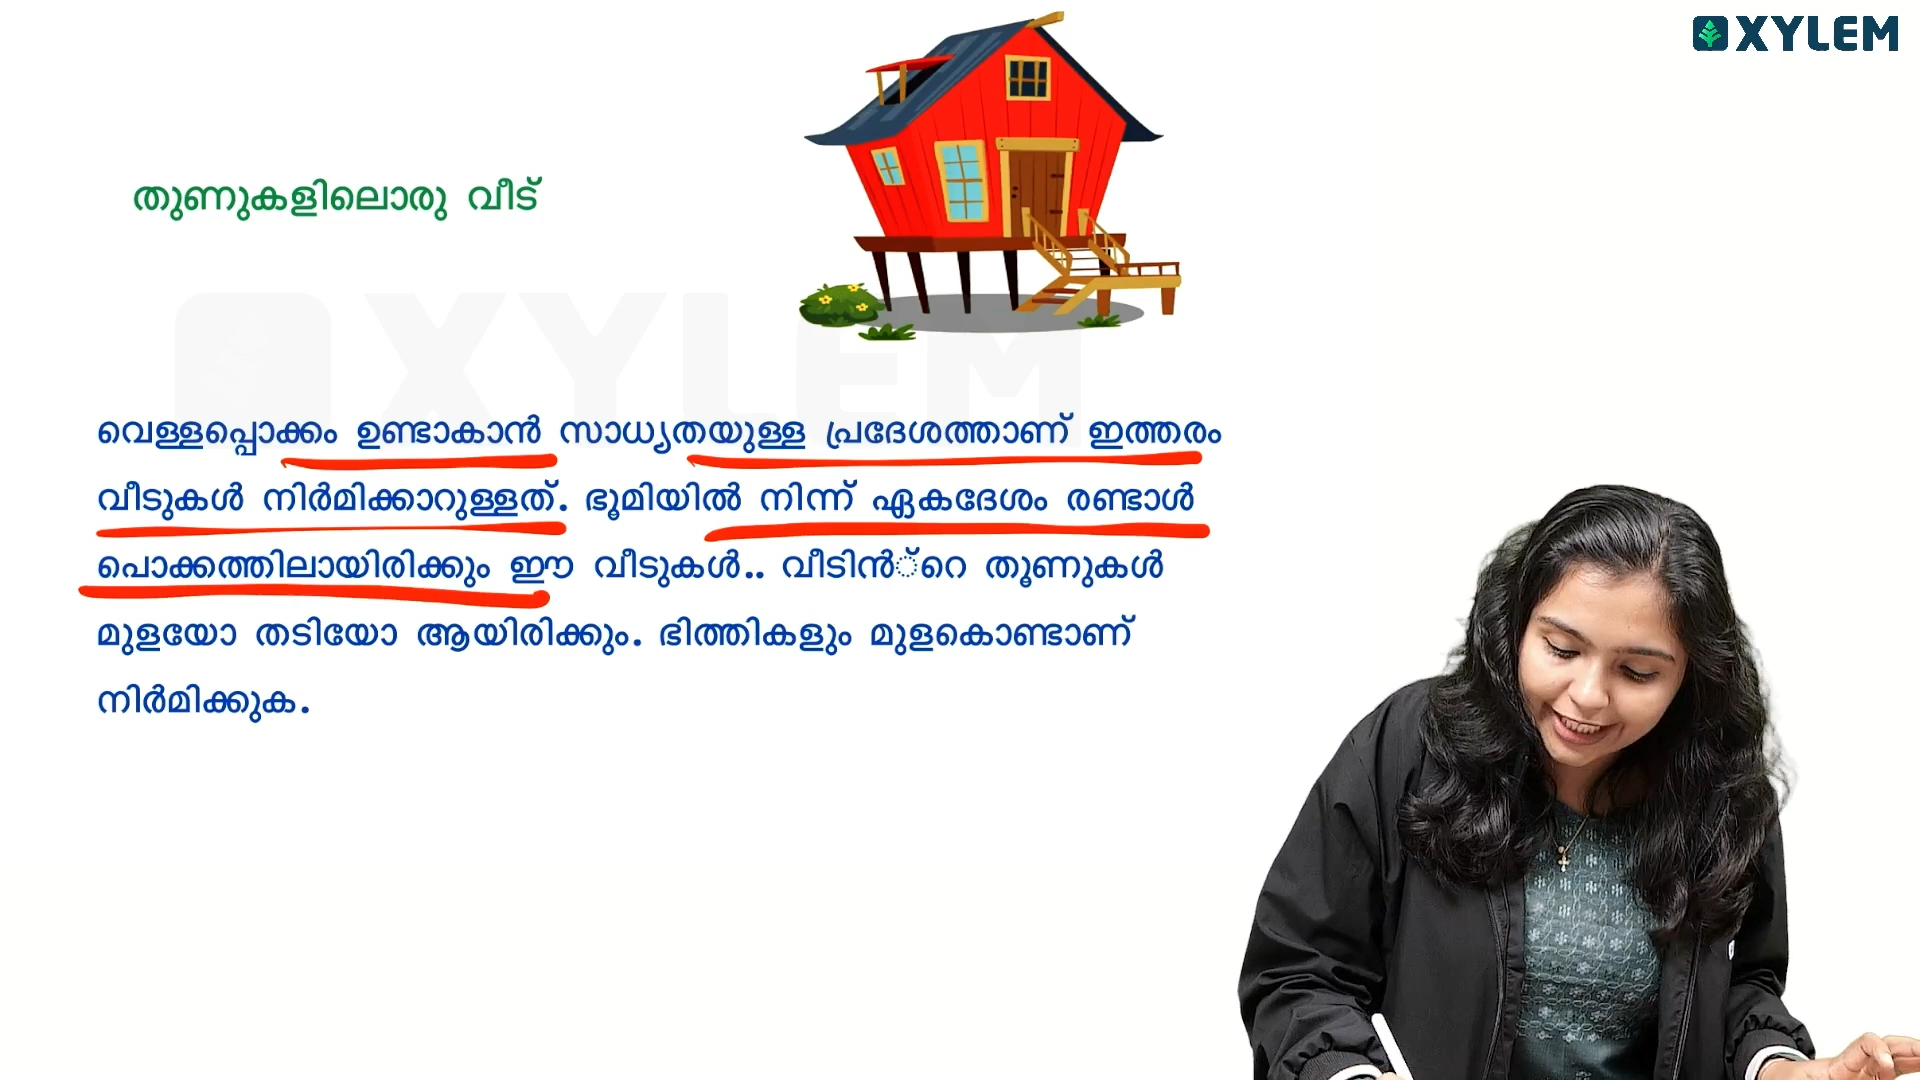 XYLEM
തുണുകളിലൊരു വീട്
XYLEM
വെള്ളപ്പൊക്കം ഉണ്ടാകാൻ സാധ്യതയുള്ള പ്രദേശത്താണ് ഇത്തരം
വീടുകൾ നിർമിക്കാറുള്ളത്. ഭൂമിയിൽ നിന്ന് ഏകദേശം രണ്ടാൾ
പൊക്കത്തിലായിരിക്കും ഈ വീടുകൾ.. വീടിൻ്റെ തൂണുകൾ
മുളയോ തടിയോ ആയിരിക്കും. ഭിത്തികളും മുളകൊണ്ടാണ്
നിർമിക്കുക.